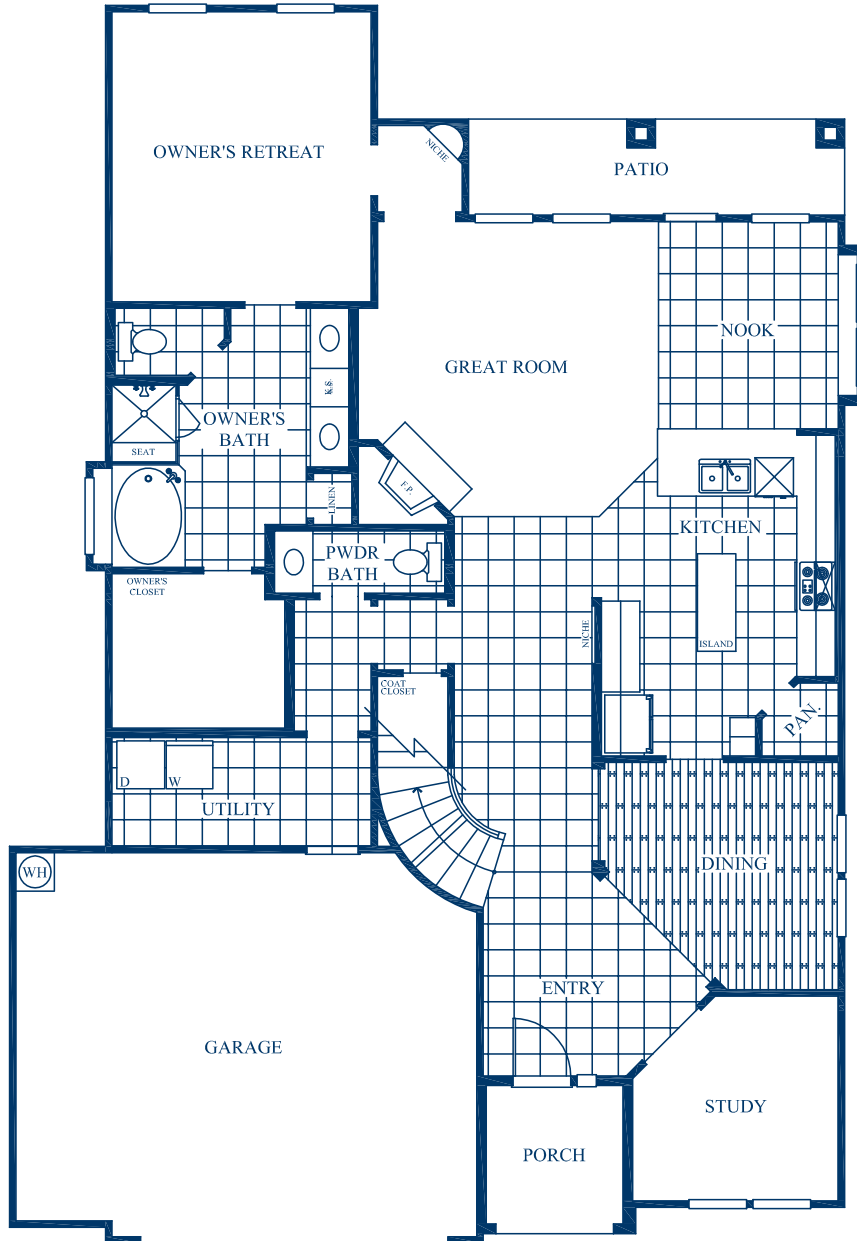 OWNER'S RETREAT
NICHE
PATIO
NOOK
GREAT ROOM
K.S.
OWNER'S
BATH
SEAT
LINEN
F.P.
KITCHEN
PWDR
BATH
OWNER'S
CLOSET
NICHE
ISLAND
COAT
CLOSET
PAN.
D
W
UTILITY
WH
DINING
ENTRY
GARAGE
STUDY
PORCH